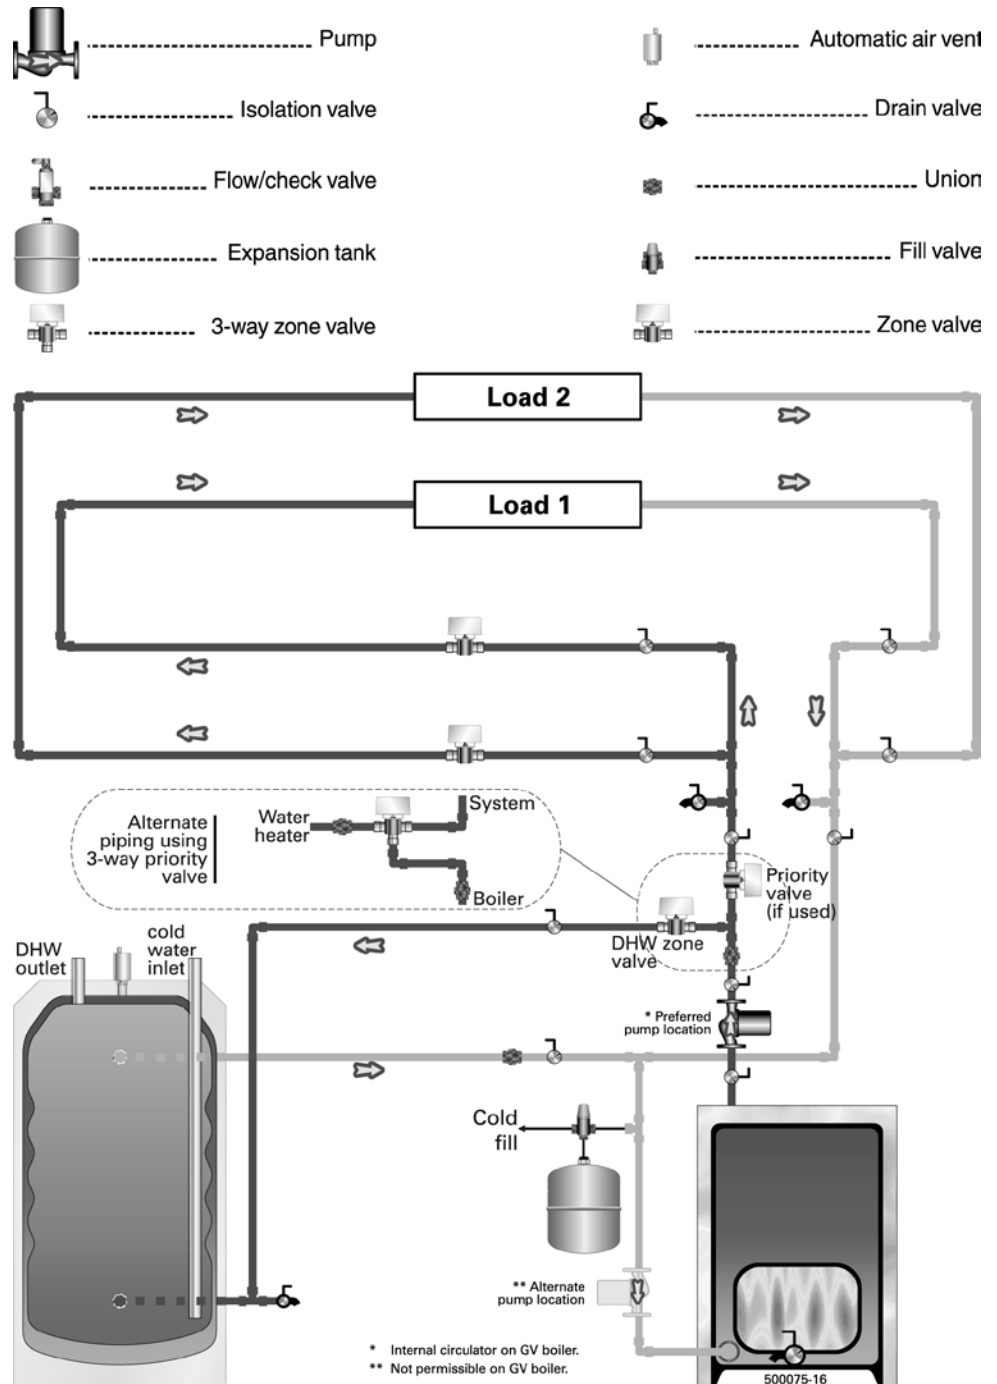 Pump
Automatic air vent
Isolation valve
Drain valve
Flow/check valve
Union
Expansion tank
Fill valve
3-way zone valve
Zone valve
Load 2
Load 1
Alternate
piping using
3-way priority
valve
Water
heater
System
Boiler
Priority
valve
(if used)
DHW zone
valve
DHW
outlet
cold
water
inlet
* Preferred
pump location
Cold
fill
** Alternate
pump location
* Internal circulator on GV boiler.
** Not permissible on GV boiler.
500075-16